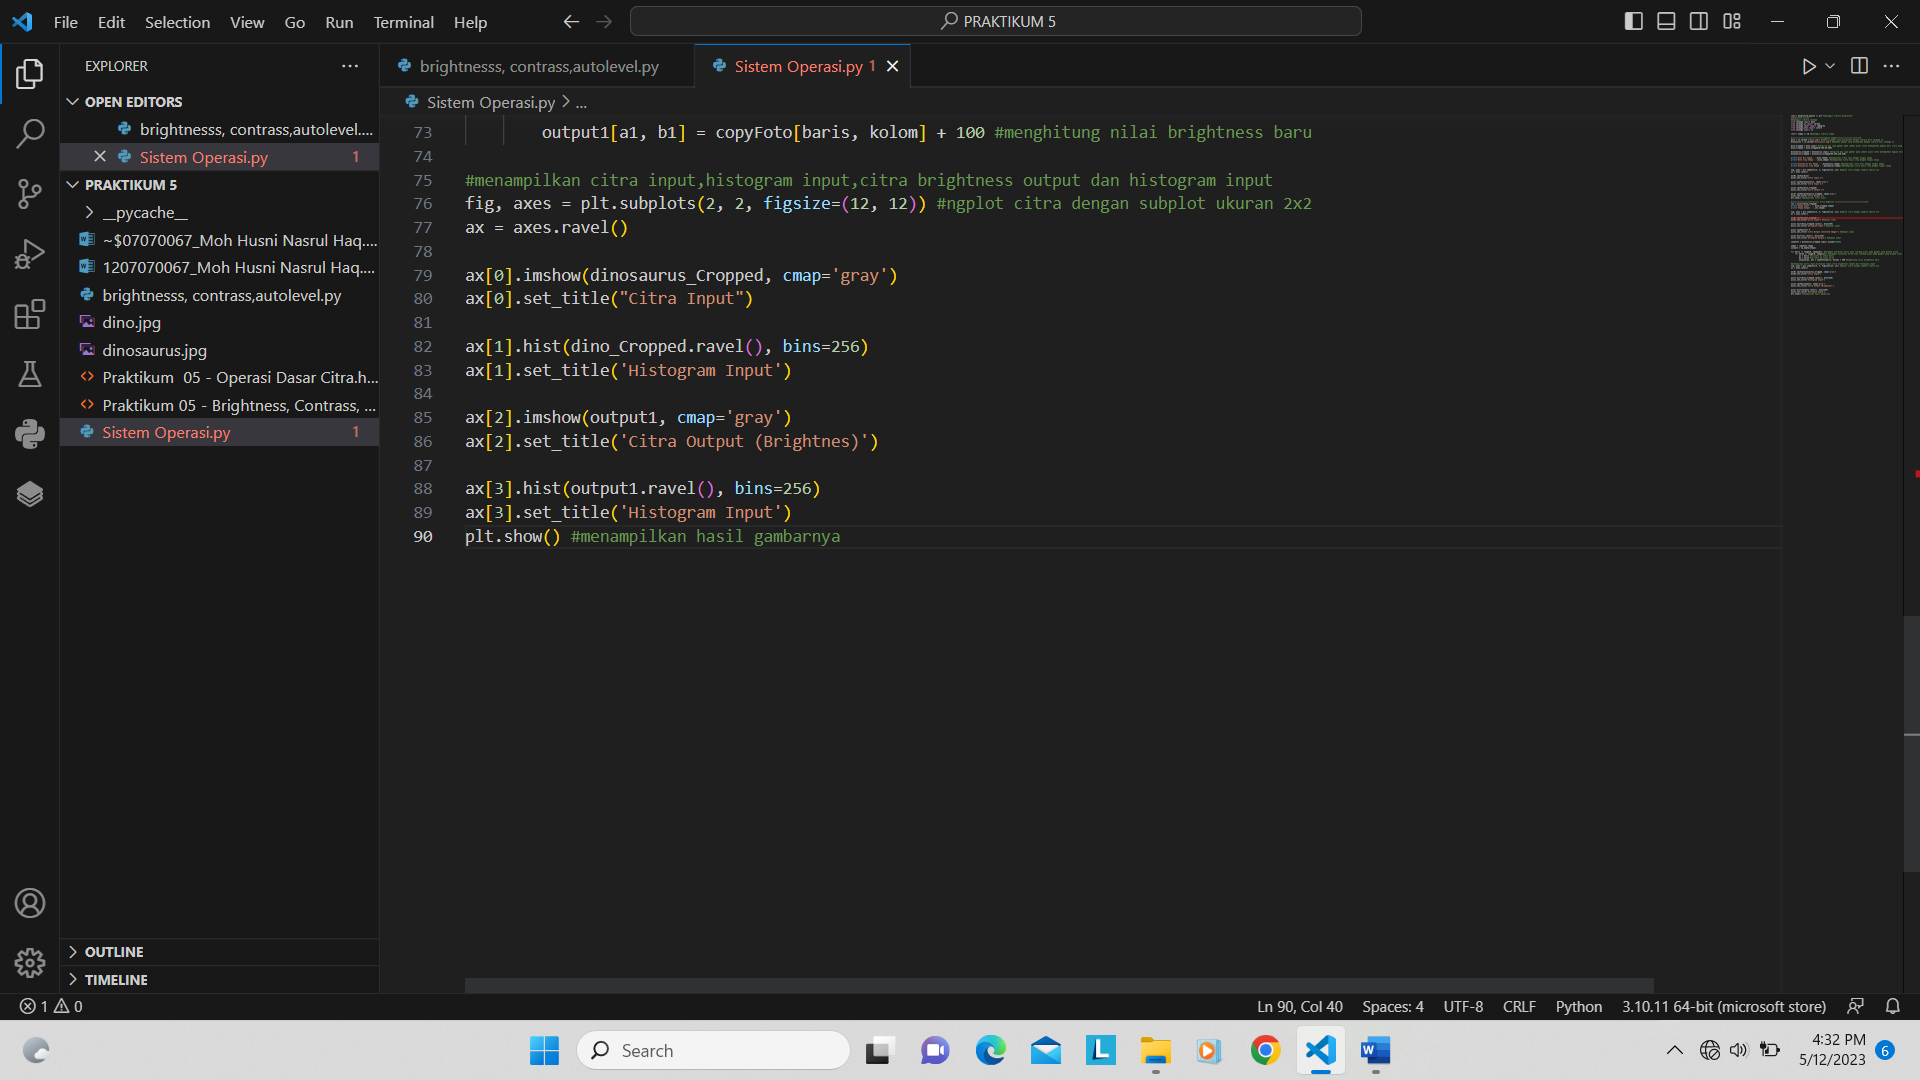 File Edit Selection View Go Run Terminal Help
PRAKTIKUM 5
EXPLORER
OPEN EDITORS
brightnesss, contrass,autolevel....
Sistem Operasi.py 1
PRAKTIKUM 5
__pycache__
~$07070067_Moh Husni Nasrul Haq....
1207070067_Moh Husni Nasrul Haq....
brightnesss, contrass,autolevel.py
dino.jpg
dinosaurus.jpg
Praktikum  05 - Operasi Dasar Citra.h...
Praktikum 05 - Brightness, Contrass, ...
Sistem Operasi.py 1
OUTLINE
TIMELINE
brightnesss, contrass,autolevel.py
Sistem Operasi.py 1
Sistem Operasi.py > ...
73 output1[a1, b1] = copyFoto[baris, kolom] + 100 #menghitung nilai brightness baru
74
75 #menampilkan citra input,histogram input,citra brightness output dan histogram input
76 fig, axes = plt.subplots(2, 2, figsize=(12, 12)) #ngplot citra dengan subplot ukuran 2x2
77 ax = axes.ravel()
78
79 ax[0].imshow(dinosaurus_Cropped, cmap='gray')
80 ax[0].set_title("Citra Input")
81
82 ax[1].hist(dino_Cropped.ravel(), bins=256)
83 ax[1].set_title('Histogram Input')
84
85 ax[2].imshow(output1, cmap='gray')
86 ax[2].set_title('Citra Output (Brightnes)')
87
88 ax[3].hist(output1.ravel(), bins=256)
89 ax[3].set_title('Histogram Input')
90 plt.show() #menampilkan hasil gambarnya
1 0
Ln 90, Col 40 Spaces: 4 UTF-8 CRLF Python 3.10.11 64-bit (microsoft store)
Search
4:32 PM
5/12/2023
6